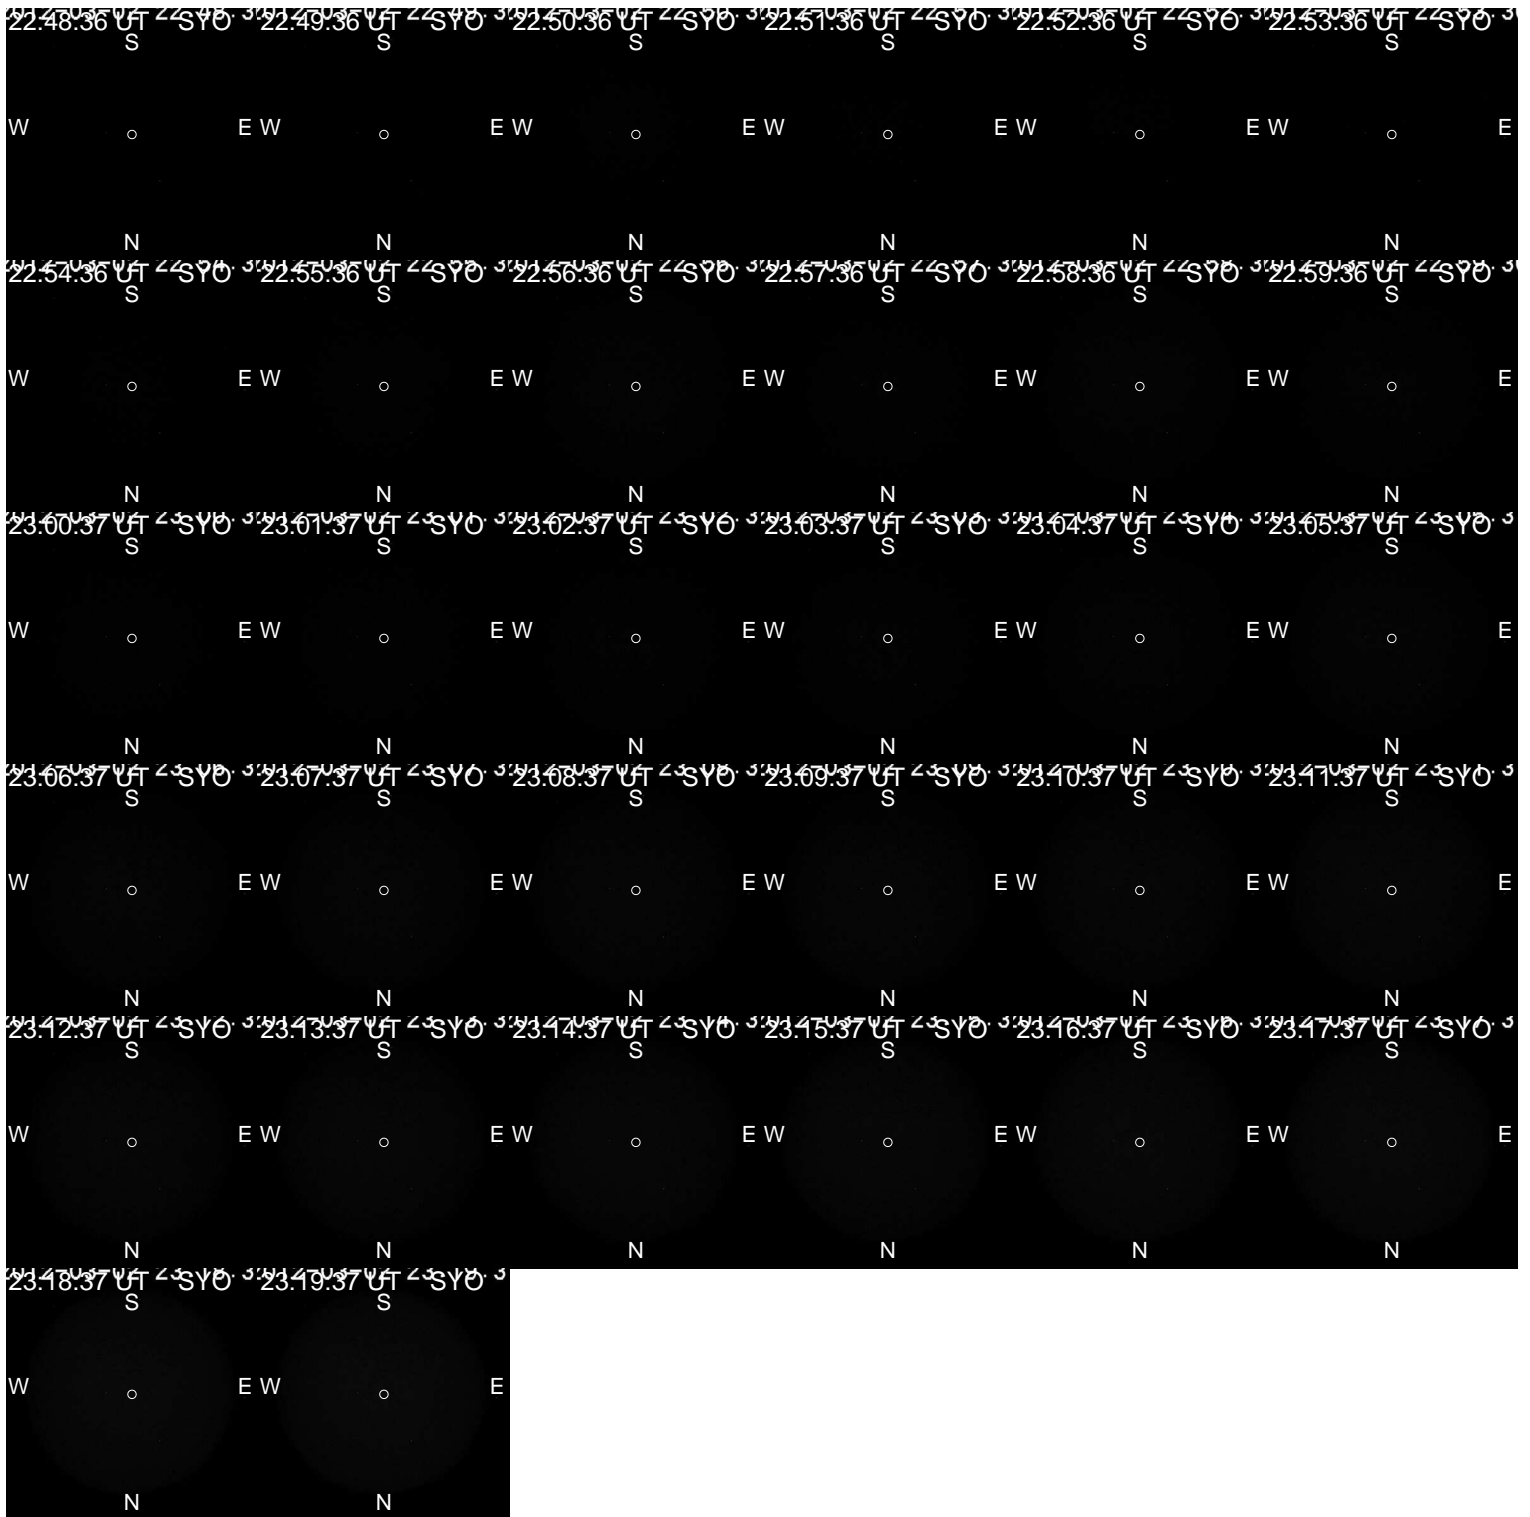 22:48:36 UT SYO 22:49:36 UT SYO 22:50:36 UT SYO 22:51:36 UT SYO 22:52:36 UT SYO 22:53:36 UT SYO
S S S S S S
W E W E W E W E W E W E
N N N N N N
22:54:36 UT SYO 22:55:36 UT SYO 22:56:36 UT SYO 22:57:36 UT SYO 22:58:36 UT SYO 22:59:36 UT SYO
S S S S S S
W E W E W E W E W E W E
N N N N N N
23:00:37 UT SYO 23:01:37 UT SYO 23:02:37 UT SYO 23:03:37 UT SYO 23:04:37 UT SYO 23:05:37 UT SYO
S S S S S S
W E W E W E W E W E W E
N N N N N N
23:06:37 UT SYO 23:07:37 UT SYO 23:08:37 UT SYO 23:09:37 UT SYO 23:10:37 UT SYO 23:11:37 UT SYO
S S S S S S
W E W E W E W E W E W E
N N N N N N
23:12:37 UT SYO 23:13:37 UT SYO 23:14:37 UT SYO 23:15:37 UT SYO 23:16:37 UT SYO 23:17:37 UT SYO
S S S S S S
W E W E W E W E W E W E
N N N N N N
23:18:37 UT SYO 23:19:37 UT SYO
S S
W E W E
N N